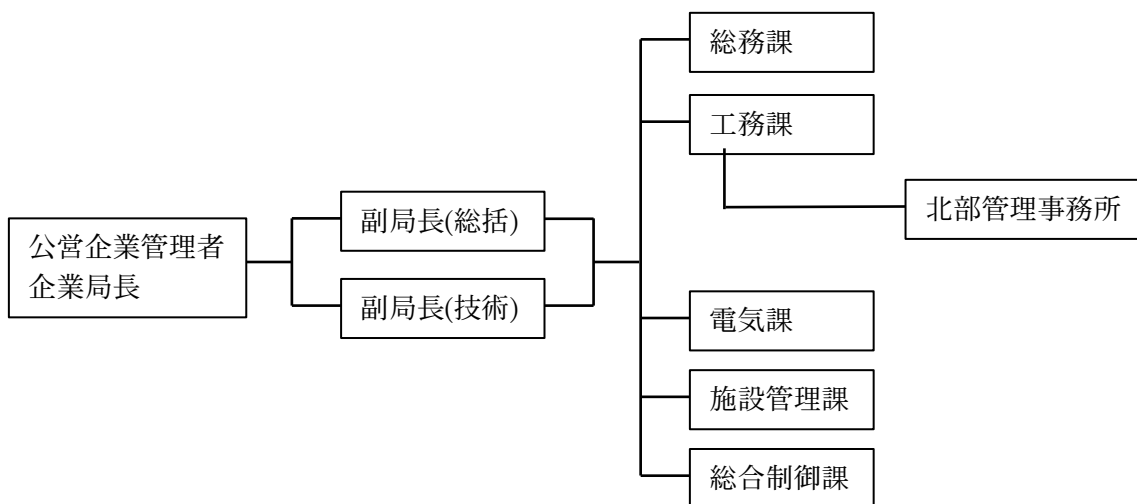 総務課
工務課
北部管理事務所
公営企業管理者
企業局長
副局長(総括)
副局長(技術)
電気課
施設管理課
総合制御課